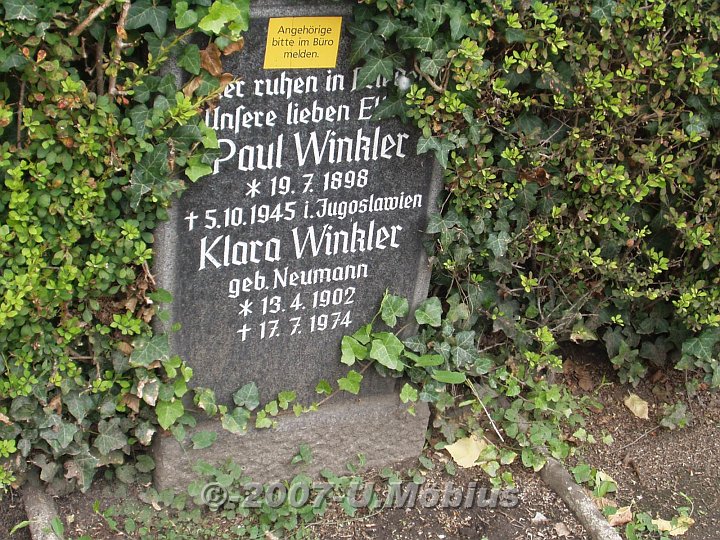 Angehörige
bitte im Büro
melden.
ruhen in
Unsere lieben
Paul Winkler
* 19. 7. 1898
† 5. 10. 1945 i. Jugoslawien
Klara Winkler
geb. Neumann
* 13. 4. 1902
† 17. 7. 1974
© 2007 U. Möbius